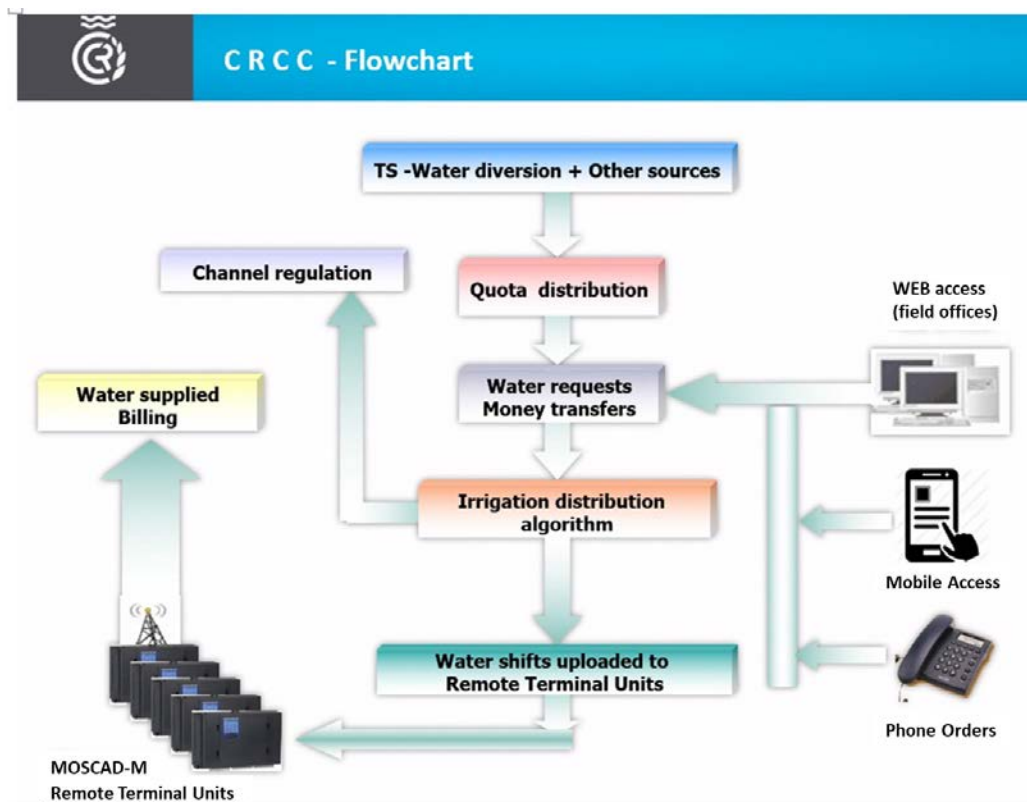 C R C C - Flowchart
TS -Water diversion + Other sources
Channel regulation
Quota distribution
WEB access
(field offices)
Water supplied
Billing
Water requests
Money transfers
Irrigation distribution
algorithm
Mobile Access
Water shifts uploaded to
Remote Terminal Units
Phone Orders
MOSCAD-M
Remote Terminal Units